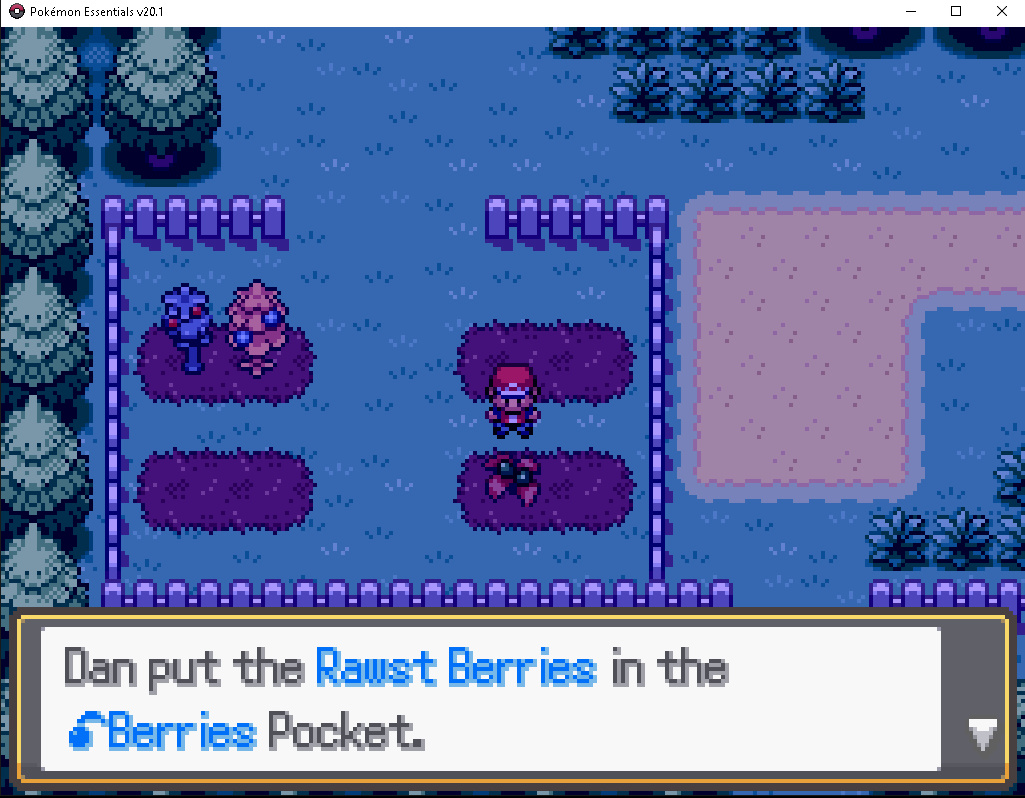 Pokémon Essentials v20.1
Dan put the Rawst Berries in the
Berries Pocket.